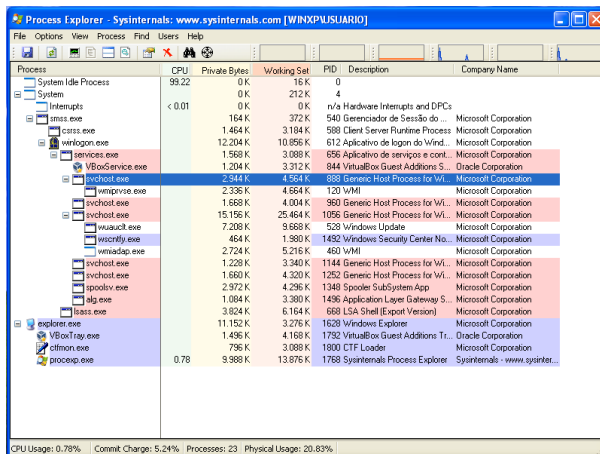 Process Explorer - Sysinternals: www.sysinternals.com [WINXP\USUARIO]
File Options View Process Find Users Help
Process CPU Private Bytes Working Set PID Description Company Name
System Idle Process 99.22 0 K 16 K 0
System 0 K 212 K 4
Interrupts < 0.01 0 K 0 K n/a Hardware Interrupts and DPCs
smss.exe 164 K 372 K 540 Gerenciador de Sessão do ... Microsoft Corporation
csrss.exe 1.464 K 3.184 K 588 Client Server Runtime Process Microsoft Corporation
winlogon.exe 12.204 K 10.856 K 612 Aplicativo de logon do Wind... Microsoft Corporation
services.exe 1.568 K 3.088 K 656 Aplicativo de serviços e cont... Microsoft Corporation
VBoxService.exe 1.204 K 3.312 K 844 VirtualBox Guest Additions S... Oracle Corporation
svchost.exe 2.944 K 4.564 K 888 Generic Host Process for Wi... Microsoft Corporation
wmiprvse.exe 2.336 K 4.664 K 120 WMI Microsoft Corporation
svchost.exe 1.668 K 4.004 K 960 Generic Host Process for Wi... Microsoft Corporation
svchost.exe 15.156 K 25.464 K 1056 Generic Host Process for Wi... Microsoft Corporation
wuauclt.exe 7.208 K 9.668 K 528 Windows Update Microsoft Corporation
wscntfy.exe 464 K 1.980 K 1492 Windows Security Center No... Microsoft Corporation
wmiadap.exe 2.724 K 5.216 K 460 WMI Microsoft Corporation
svchost.exe 1.228 K 3.340 K 1144 Generic Host Process for Wi... Microsoft Corporation
svchost.exe 1.660 K 4.320 K 1252 Generic Host Process for Wi... Microsoft Corporation
spoolsv.exe 2.972 K 4.296 K 1348 Spooler SubSystem App Microsoft Corporation
alg.exe 1.084 K 3.380 K 1496 Application Layer Gateway S... Microsoft Corporation
lsass.exe 3.824 K 6.164 K 668 LSA Shell (Export Version) Microsoft Corporation
explorer.exe 11.152 K 3.276 K 1628 Windows Explorer Microsoft Corporation
VBoxTray.exe 1.496 K 4.168 K 1792 VirtualBox Guest Additions Tr... Oracle Corporation
ctfmon.exe 796 K 3.088 K 1800 CTF Loader Microsoft Corporation
procexp.exe 0.78 9.988 K 13.876 K 1768 Sysinternals Process Explorer Sysinternals - www.sysinter...
CPU Usage: 0.78% Commit Charge: 5.24% Processes: 23 Physical Usage: 20.83%